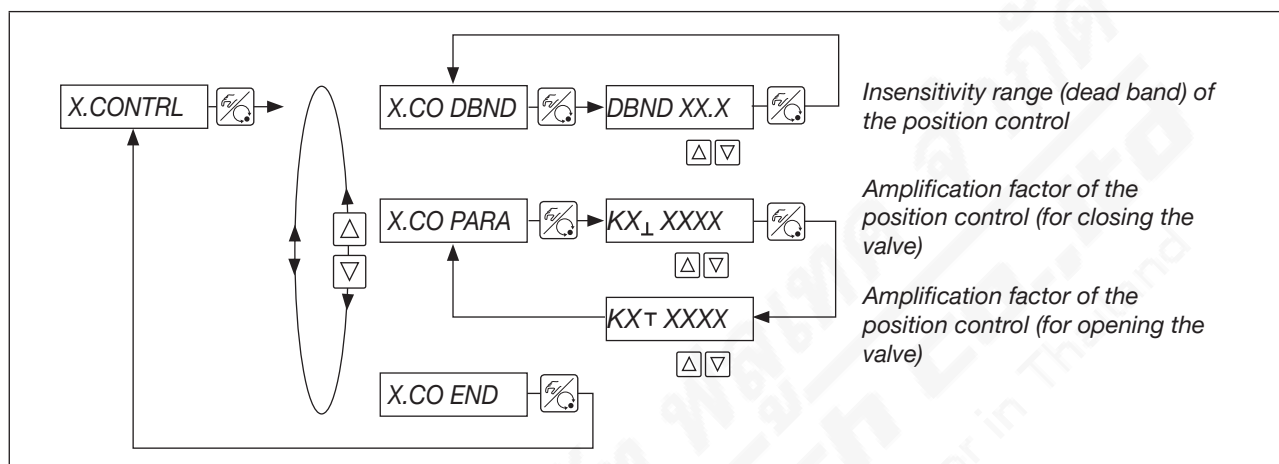 X.CONTRL
X.CO DBND
DBND XX.X
Insensitivity range (dead band) of
the position control
X.CO PARA
KX⊥ XXXX
Amplification factor of the
position control (for closing the
valve)
KX⊤ XXXX
Amplification factor of the
position control (for opening the
valve)
X.CO END